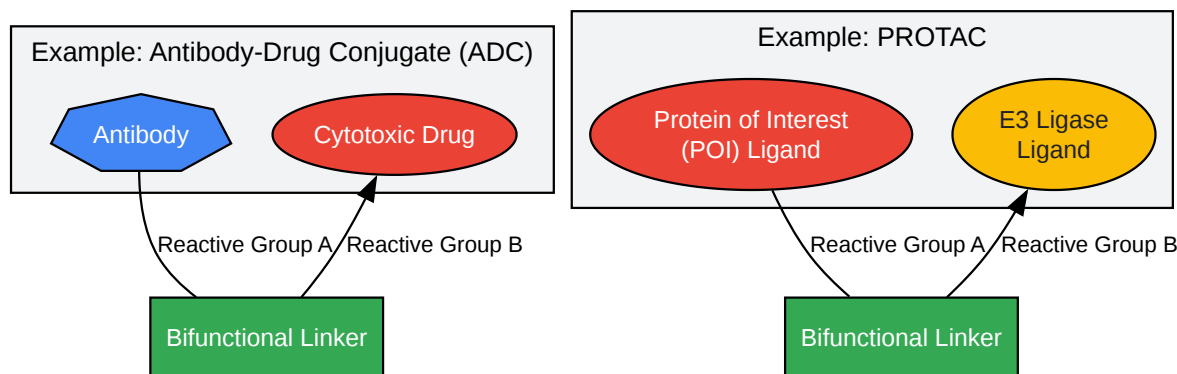 Example: Antibody-Drug Conjugate (ADC)
Antibody
Cytotoxic Drug
Reactive Group A
Reactive Group B
Bifunctional Linker
Example: PROTAC
Protein of Interest
(POI) Ligand
E3 Ligase
Ligand
Reactive Group A
Reactive Group B
Bifunctional Linker